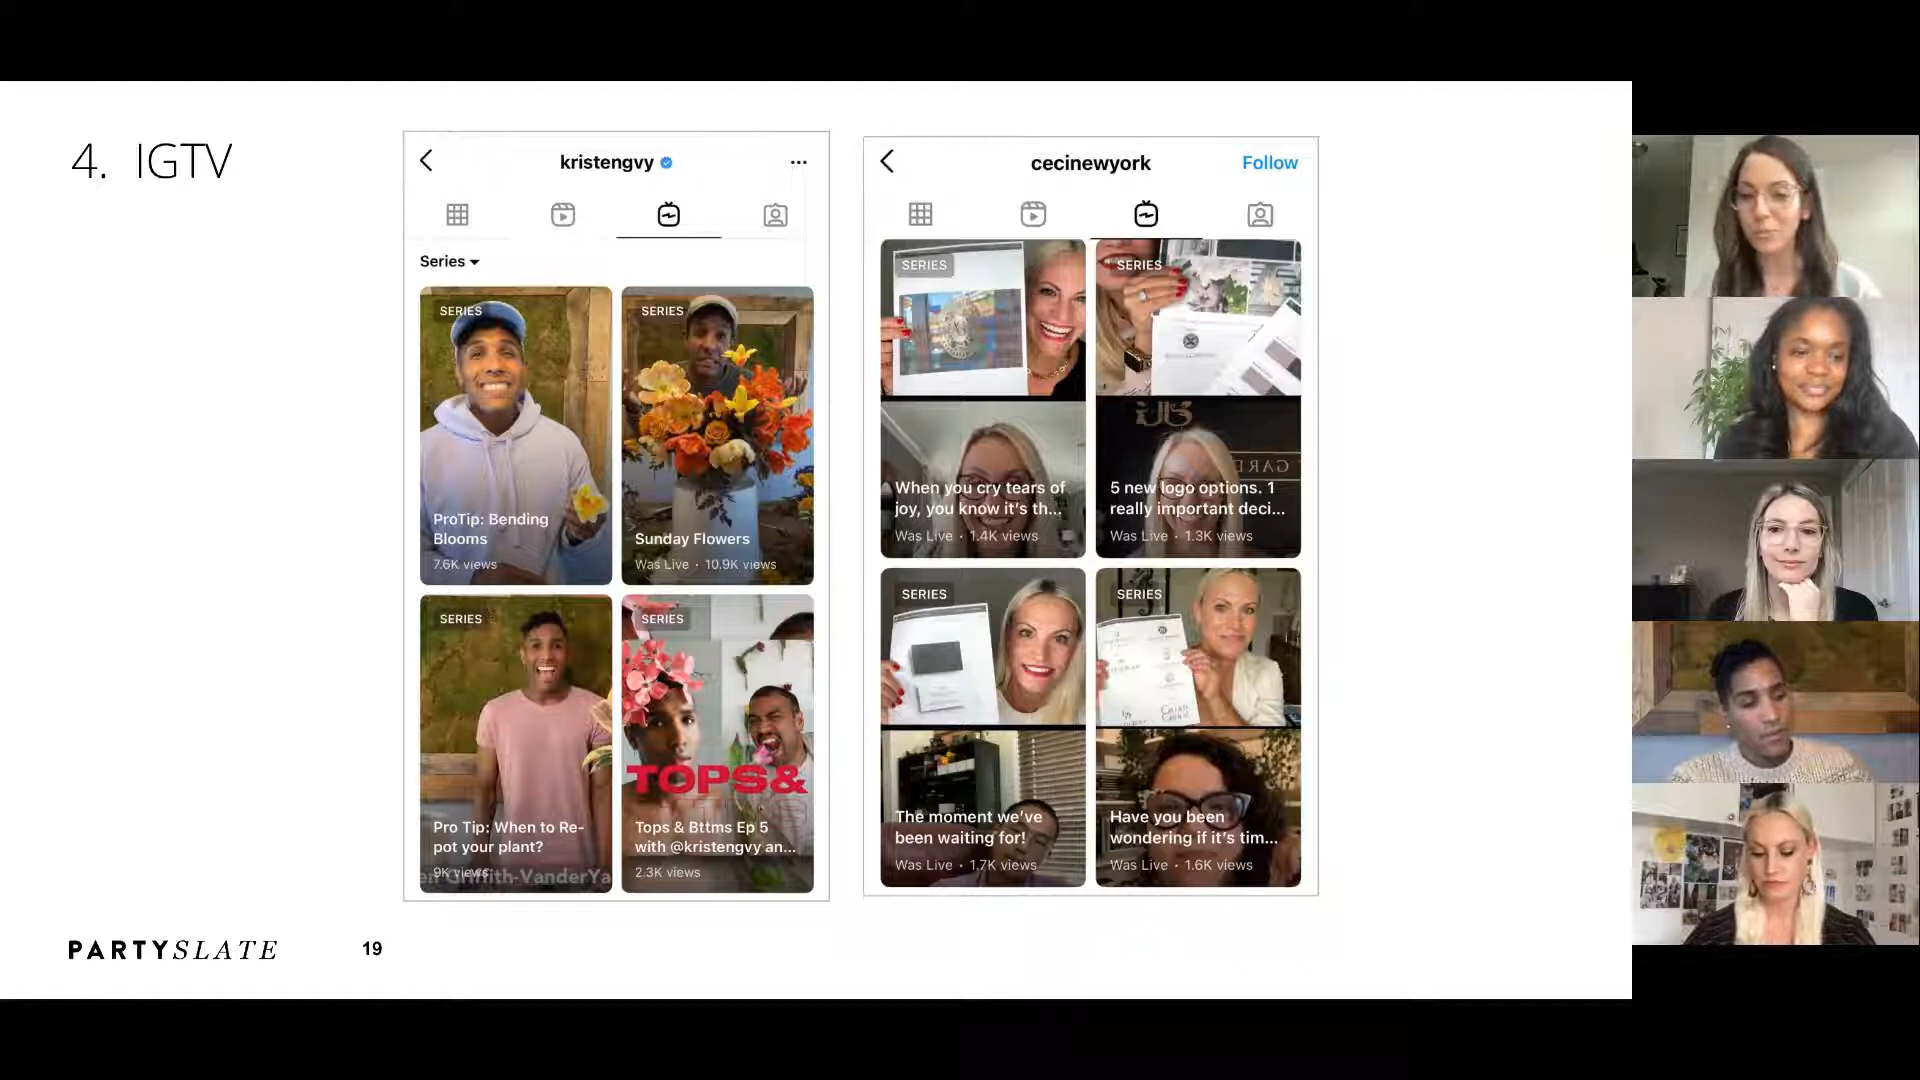 4. IGTV
kristengvy
Series
SERIES
ProTip: Bending
Blooms
7.6K views
SERIES
Sunday Flowers
Was Live · 10.9K views
SERIES
Pro Tip: When to Re-
pot your plant?
9K views
SERIES
TOPS&
Tops & Bttms Ep 5
with @kristengvy an...
2.3K views
cecinewyork
Follow
SERIES
When you cry tears of
joy, you know it's th...
Was Live · 1.4K views
SERIES
5 new logo options. 1
really important deci...
Was Live · 1.3K views
SERIES
The moment we've
been waiting for!
Was Live · 1.7K views
SERIES
Have you been
wondering if it's tim...
Was Live · 1.6K views
PARTYSLATE
19